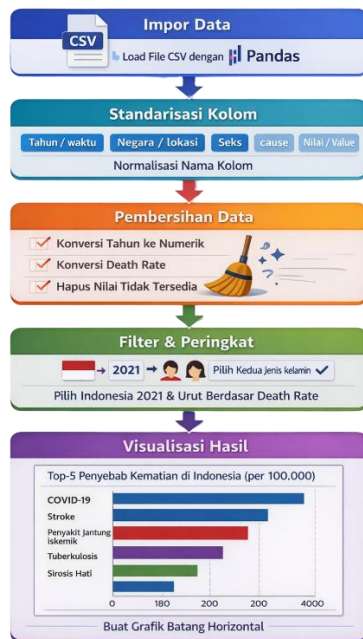 Impor Data
CSV
Load File CSV dengan Pandas
Standarisasi Kolom
Tahun / waktu Negara / lokasi Seks cause Nilai / Value
Normalisasi Nama Kolom
Pembersihan Data
Konversi Tahun ke Numerik
Konversi Death Rate
Hapus Nilai Tidak Tersedia
Filter & Peringkat
2021 Pilih Kedua Jenis kelamin
Pilih Indonesia 2021 & Urut Berdasar Death Rate
Visualisasi Hasil
Top-5 Penyebab Kematian di Indonesia (per 100.000)
COVID-19
Stroke
Penyakit Jantung
iskemik
Tuberkulosis
Sirosis Hati
0 180 200 200 4000
Buat Grafik Batang Horizontal